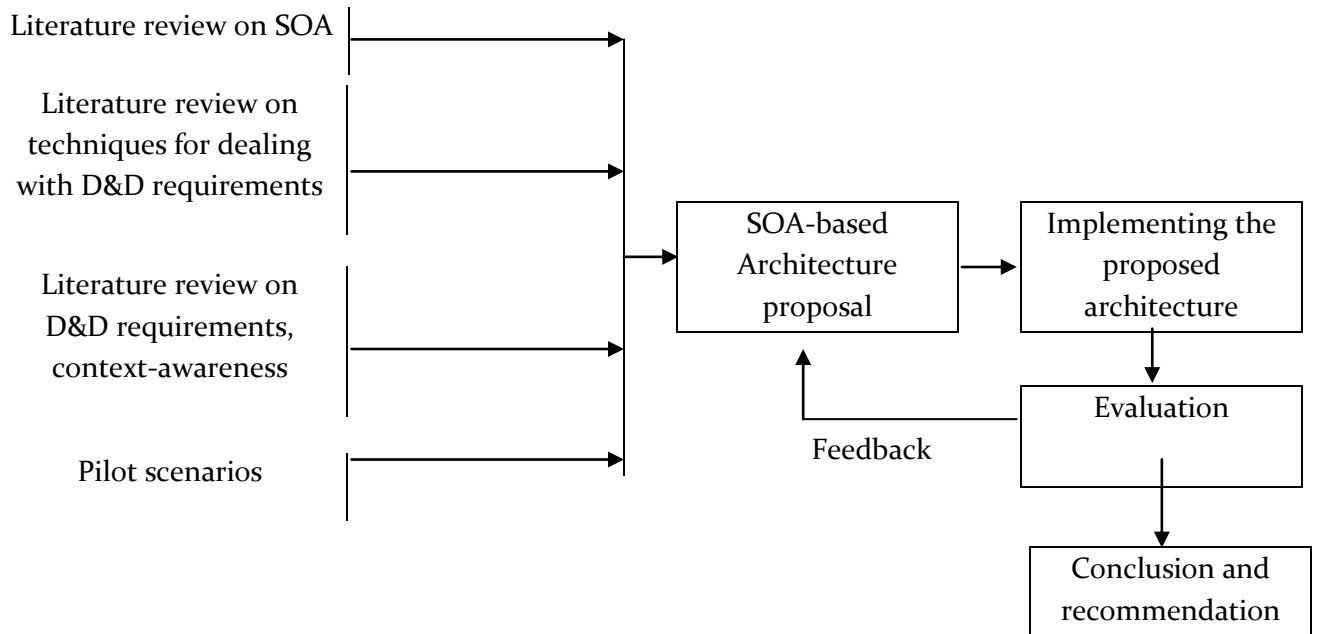 Literature review on SOA
Literature review on
techniques for dealing
with D&D requirements
Literature review on
D&D requirements,
context-awareness
Pilot scenarios
SOA-based
Architecture
proposal
Implementing the
proposed
architecture
Evaluation
Feedback
Conclusion and
recommendation